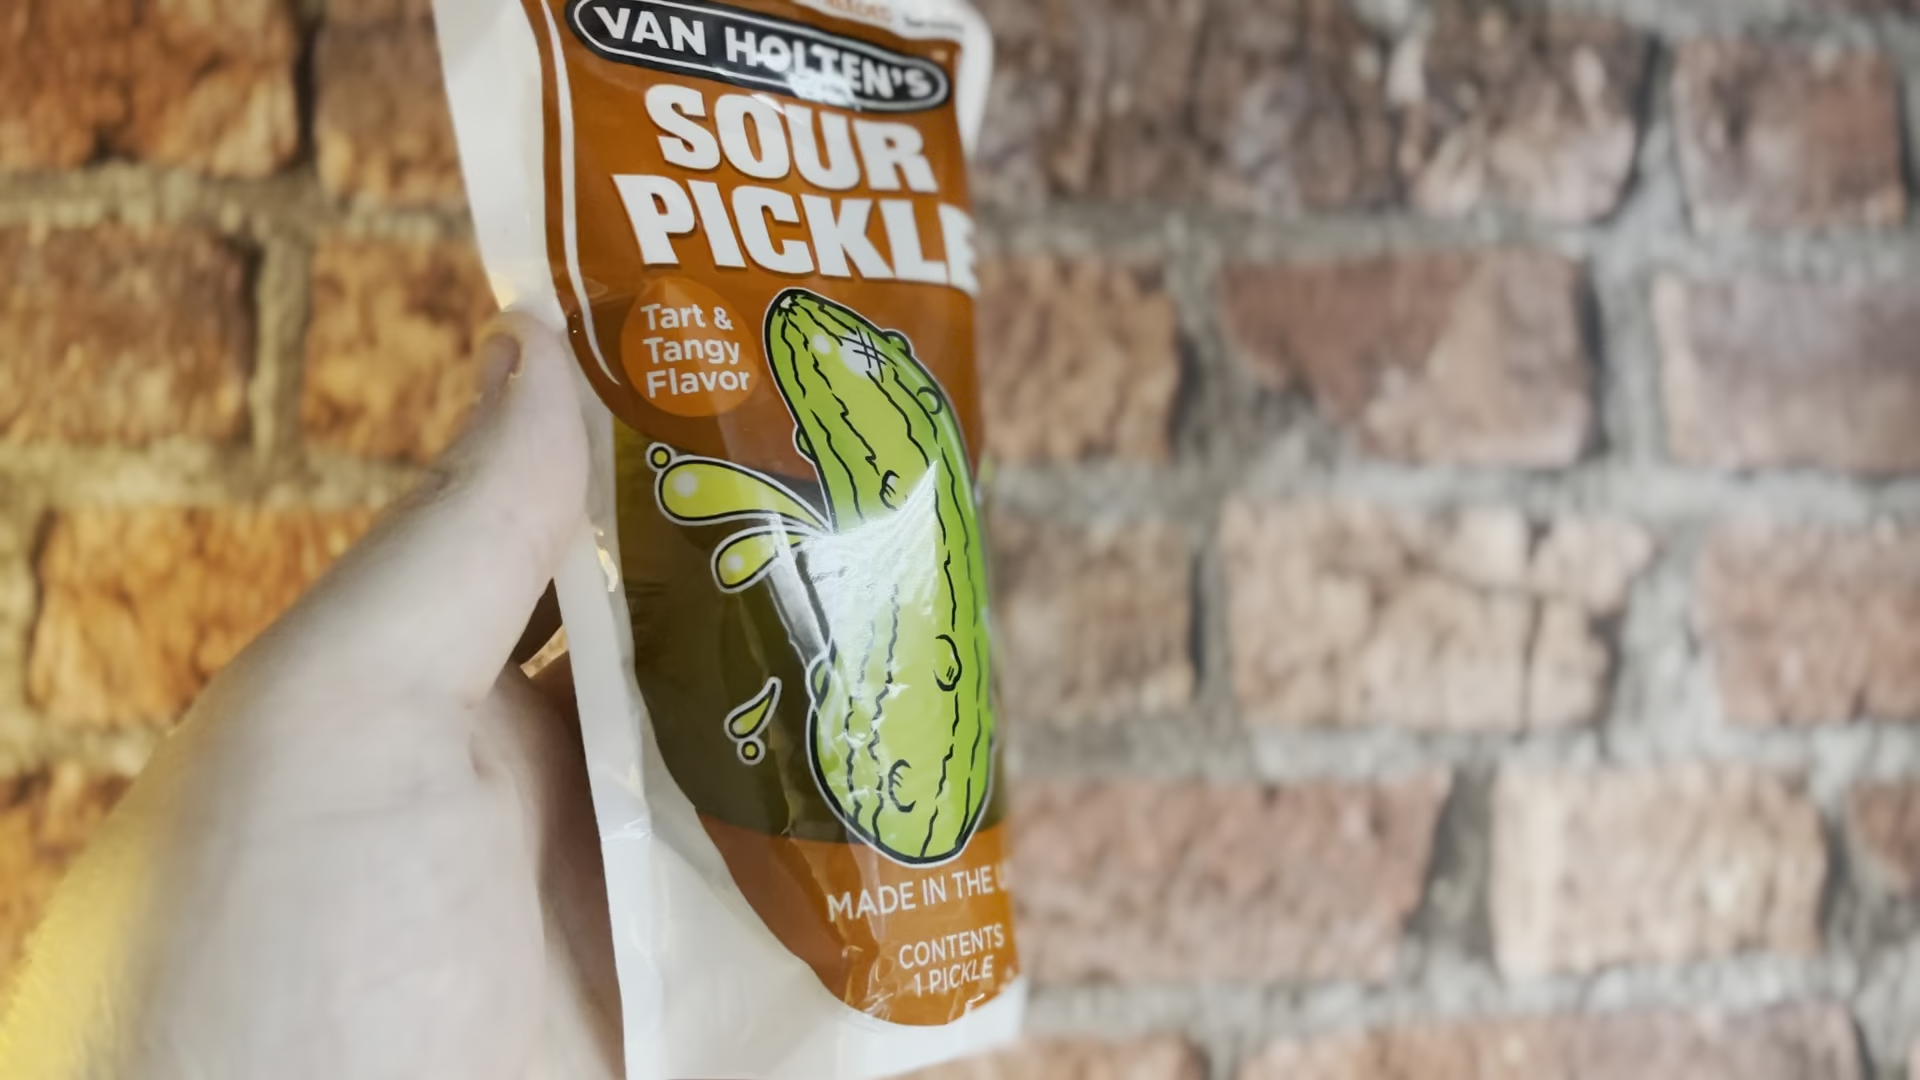 VAN HOLTEN'S
SOUR
PICKLE
Tart &
Tangy
Flavor
MADE IN THE
CONTENTS
1 PICKLE